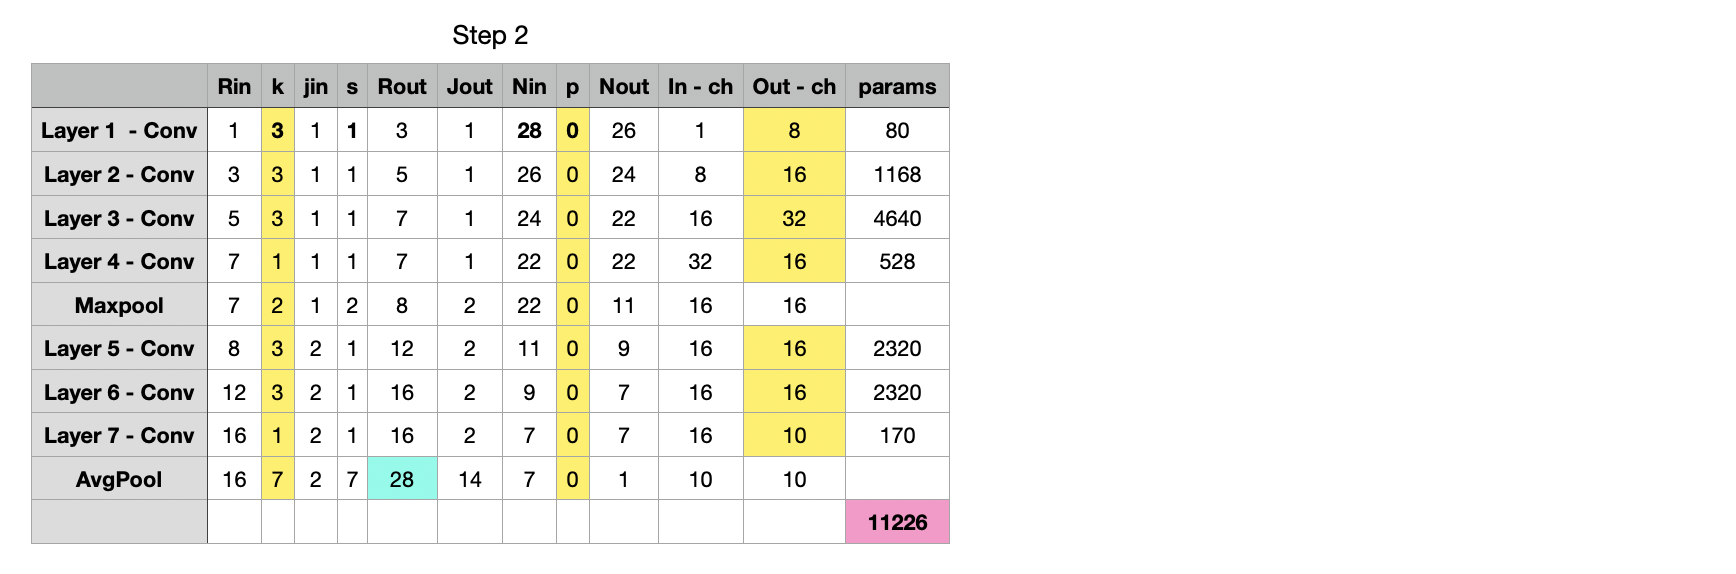 Step 2
Rin k jin s Rout Jout Nin p Nout In - ch Out - ch params
Layer 1 - Conv 1 3 1 1 3 1 28 0 26 1 8 80
Layer 2 - Conv 3 3 1 1 5 1 26 0 24 8 16 1168
Layer 3 - Conv 5 3 1 1 7 1 24 0 22 16 32 4640
Layer 4 - Conv 7 1 1 1 7 1 22 0 22 32 16 528
Maxpool 7 2 1 2 8 2 22 0 11 16 16
Layer 5 - Conv 8 3 2 1 12 2 11 0 9 16 16 2320
Layer 6 - Conv 12 3 2 1 16 2 9 0 7 16 16 2320
Layer 7 - Conv 16 1 2 1 16 2 7 0 7 16 10 170
AvgPool 16 7 2 7 28 14 7 0 1 10 10
11226